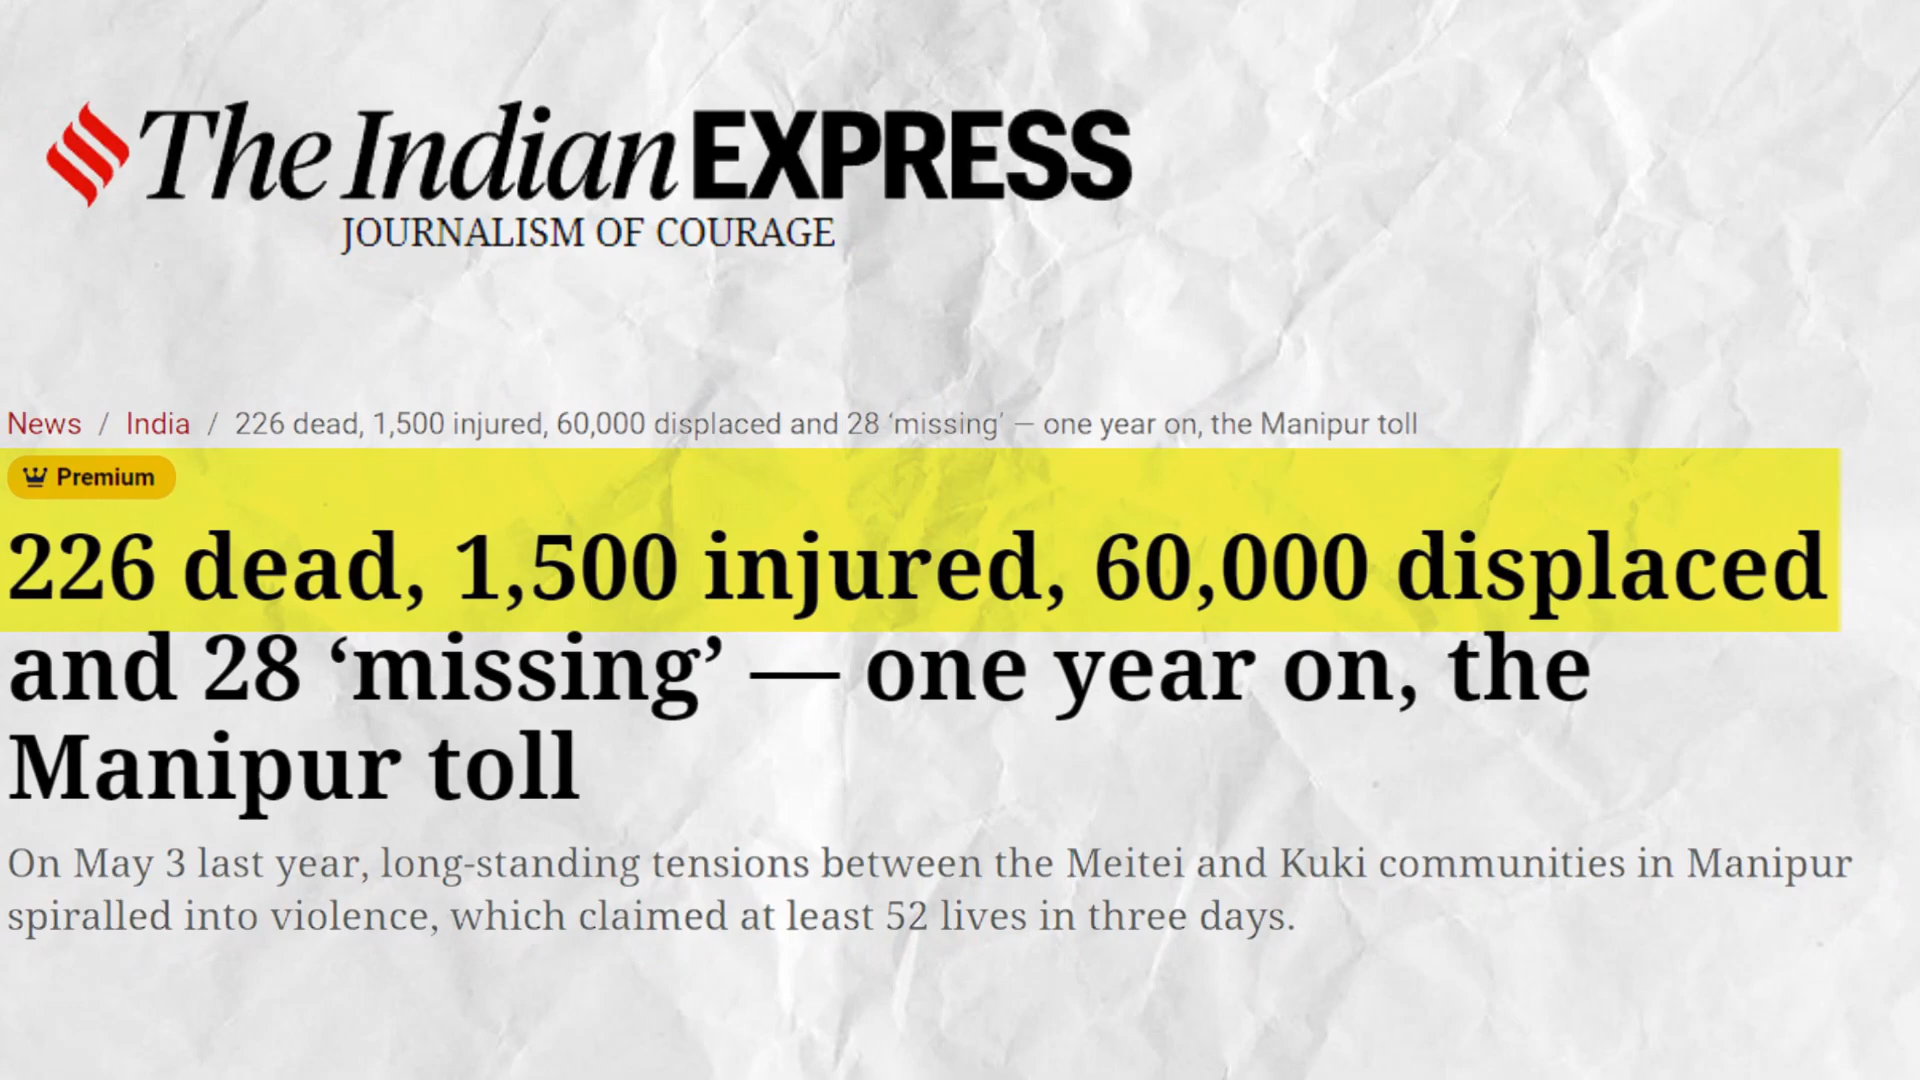 The Indian EXPRESS
JOURNALISM OF COURAGE
News / India / 226 dead, 1,500 injured, 60,000 displaced and 28 ‘missing’ — one year on, the Manipur toll
Premium
226 dead, 1,500 injured, 60,000 displaced
and 28 ‘missing’ — one year on, the
Manipur toll
On May 3 last year, long-standing tensions between the Meitei and Kuki communities in Manipur
spiralled into violence, which claimed at least 52 lives in three days.